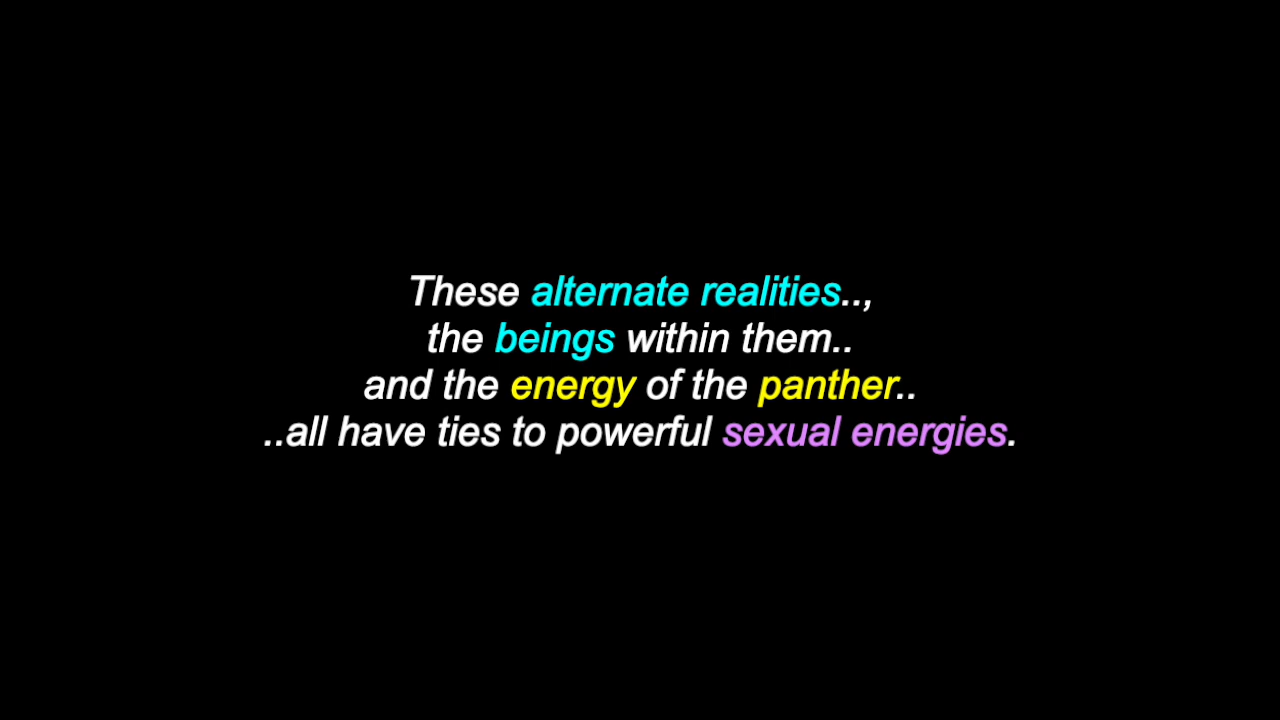 These alternate realities..,
the beings within them..
and the energy of the panther..
..all have ties to powerful sexual energies.